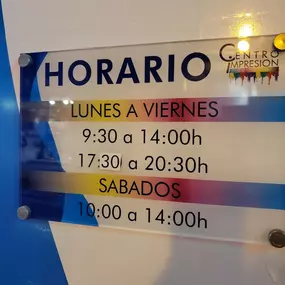 HORARIO
CENTRO
IMPRESIÓN
LUNES A VIERNES
9:30 a 14:00h
17:30 a 20:30h
SABADOS
10:00 a 14:00h